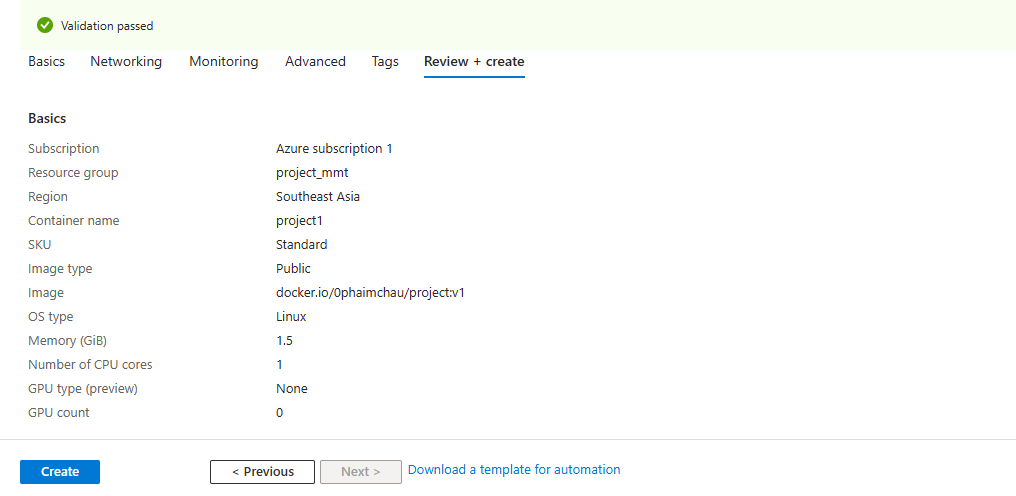 Validation passed
Basics Networking Monitoring Advanced Tags Review + create
Basics
Subscription Azure subscription 1
Resource group project_mmt
Region Southeast Asia
Container name project1
SKU Standard
Image type Public
Image docker.io/0phaimchau/project:v1
OS type Linux
Memory (GiB) 1.5
Number of CPU cores 1
GPU type (preview) None
GPU count 0
Create < Previous Next > Download a template for automation